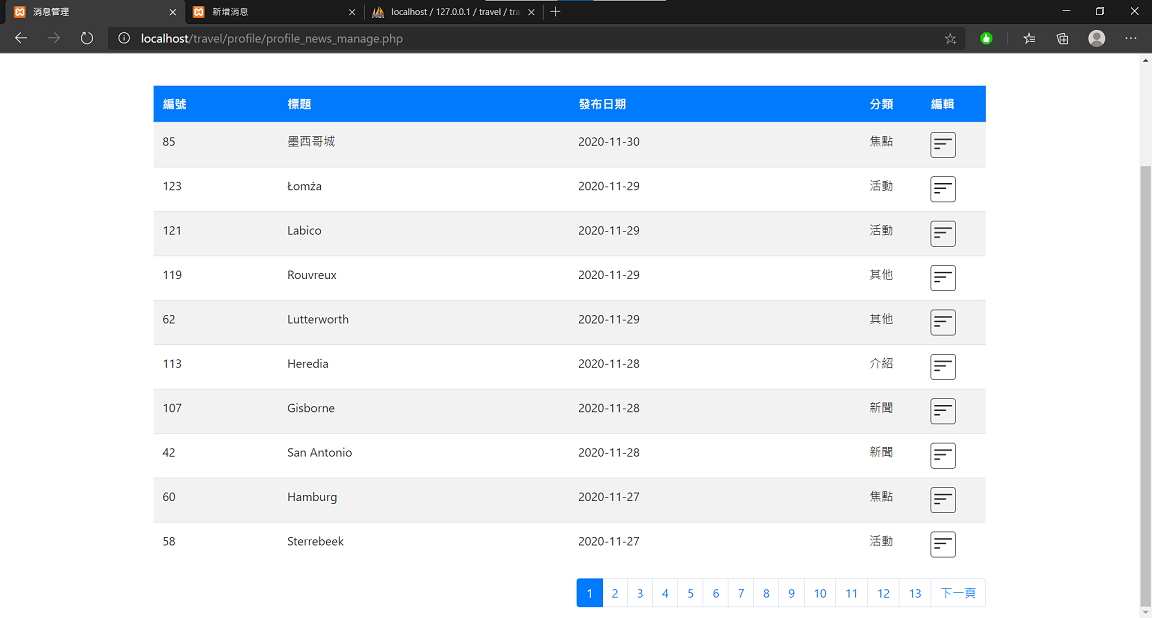 消息管理 新增消息 localhost / 127.0.0.1 / travel / tra
localhost/travel/profile/profile_news_manage.php
編號 標題 發布日期 分類 編輯
85 墨西哥城 2020-11-30 焦點
123 Łomża 2020-11-29 活動
121 Labico 2020-11-29 活動
119 Rouvreux 2020-11-29 其他
62 Lutterworth 2020-11-29 其他
113 Heredia 2020-11-28 介紹
107 Gisborne 2020-11-28 新聞
42 San Antonio 2020-11-28 新聞
60 Hamburg 2020-11-27 焦點
58 Sterrebeek 2020-11-27 活動
1 2 3 4 5 6 7 8 9 10 11 12 13 下一頁